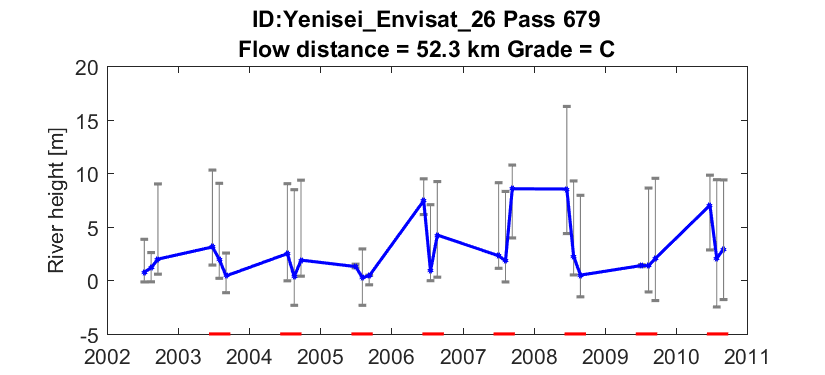 ID:Yenisei_Envisat_26 Pass 679
Flow distance = 52.3 km Grade = C
River height [m]
20
15
10
5
0
-5
2002 2003 2004 2005 2006 2007 2008 2009 2010 2011